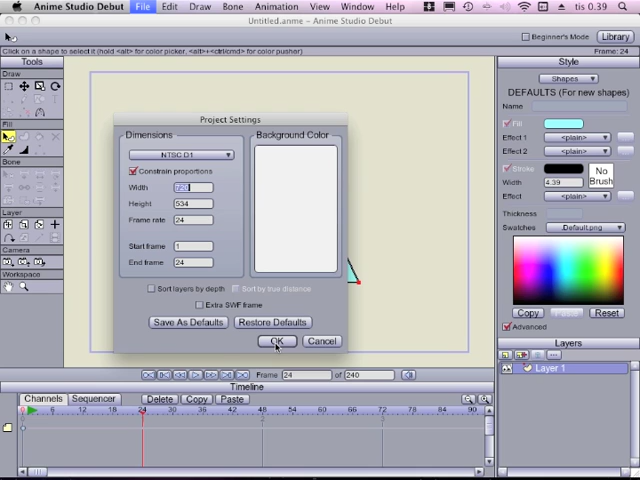 Anime Studio Debut File Edit Draw Bone Animation View Window Help tis 0.39
Untitled.anme - Anime Studio Debut
Beginner's Mode Library
Click on a shape to select it (hold <alt> for color picker, <alt>+<ctrl/cmd> for color pusher) Frame: 24
Tools
Draw
Fill
Bone
Layer
Camera
Workspace
Project Settings
Dimensions
NTSC D1
Constrain proportions
Width 720
Height 534
Frame rate 24
Start frame 1
End frame 24
Background Color
Sort layers by depth Sort by true distance
Extra SWF frame
Save As Defaults Restore Defaults
OK Cancel
Style
Shapes
DEFAULTS (For new shapes)
Name
Fill
Effect 1 <plain>
Effect 2 <plain>
Stroke
Width 4.39
No Brush
Effect <plain>
Thickness
Swatches .Default.png
Copy Paste Reset
Advanced
Layers
Layer 1
Frame 24 of 240
Timeline
Channels Sequencer Delete Copy Paste
0 6 12 18 24 30 36 42 48 54 60 66 72 78 84 90
0 1 2 3